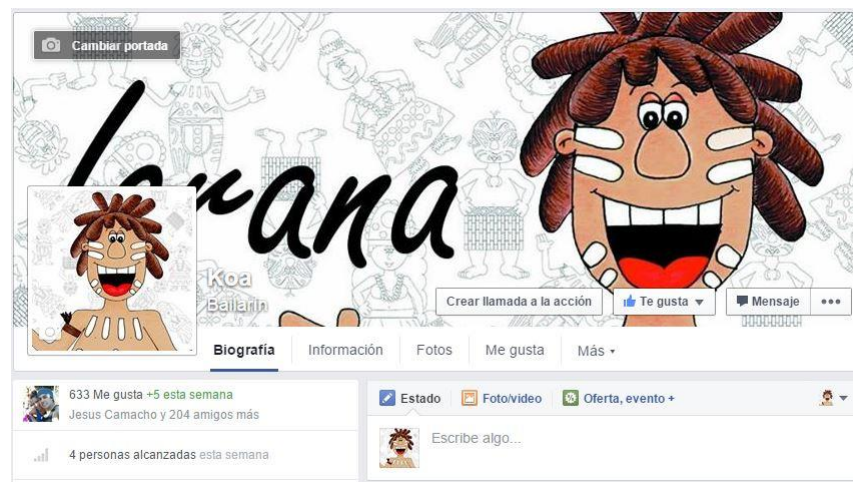 Cambiar portada
Iorana
Koa
Bailarín
Crear llamada a la acción
Te gusta
Mensaje
Biografía
Información
Fotos
Me gusta
Más
633 Me gusta +5 esta semana
Jesus Camacho y 204 amigos más
4 personas alcanzadas esta semana
Estado
Foto/video
Oferta, evento +
Escribe algo...